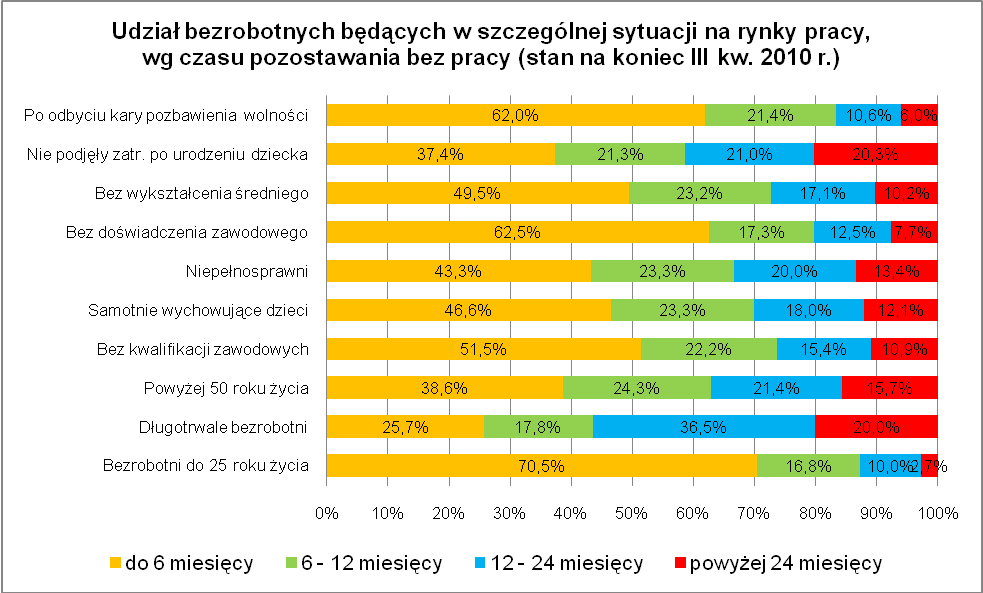 Udział bezrobotnych będących w szczególnej sytuacji na rynky pracy,
wg czasu pozostawania bez pracy (stan na koniec III kw. 2010 r.)
Po odbyciu kary pozbawienia wolności 62,0% 21,4% 10,6% 6,0%
Nie podjęły zatr. po urodzeniu dziecka 37,4% 21,3% 21,0% 20,3%
Bez wykształcenia średniego 49,5% 23,2% 17,1% 10,2%
Bez doświadczenia zawodowego 62,5% 17,3% 12,5% 7,7%
Niepełnosprawni 43,3% 23,3% 20,0% 13,4%
Samotnie wychowujące dzieci 46,6% 23,3% 18,0% 12,1%
Bez kwalifikacji zawodowych 51,5% 22,2% 15,4% 10,9%
Powyżej 50 roku życia 38,6% 24,3% 21,4% 15,7%
Długotrwale bezrobotni 25,7% 17,8% 36,5% 20,0%
Bezrobotni do 25 roku życia 70,5% 16,8% 10,0% 2,7%
0% 10% 20% 30% 40% 50% 60% 70% 80% 90% 100%
do 6 miesięcy 6 - 12 miesięcy 12 - 24 miesięcy powyżej 24 miesięcy